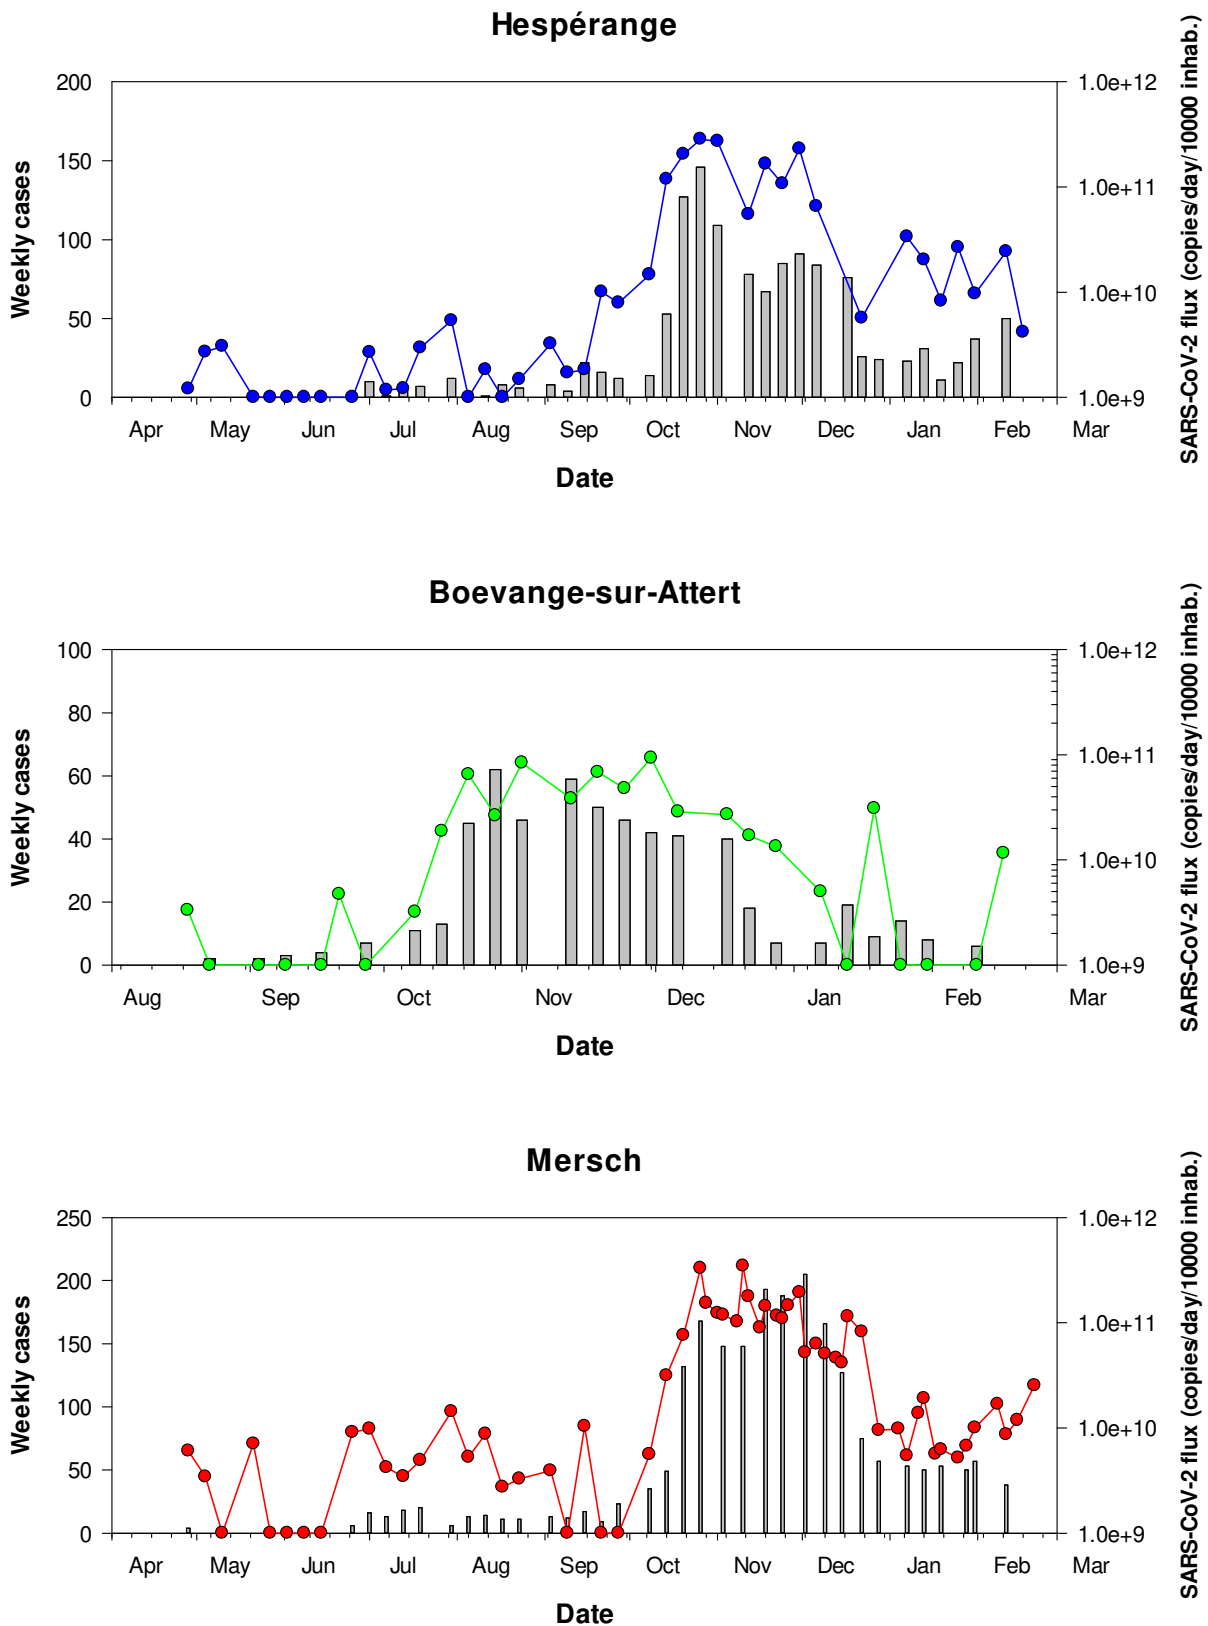 Hespérange
200
150
100
50
0
1.0e+12
1.0e+11
1.0e+10
1.0e+9
Weekly cases
SARS-CoV-2 flux (copies/day/10000 inhab.)
Apr May Jun Jul Aug Sep Oct Nov Dec Jan Feb Mar
Date
Boevange-sur-Attert
100
80
60
40
20
0
1.0e+12
1.0e+11
1.0e+10
1.0e+9
Weekly cases
SARS-CoV-2 flux (copies/day/10000 inhab.)
Aug Sep Oct Nov Dec Jan Feb Mar
Date
Mersch
250
200
150
100
50
0
1.0e+12
1.0e+11
1.0e+10
1.0e+9
Weekly cases
SARS-CoV-2 flux (copies/day/10000 inhab.)
Apr May Jun Jul Aug Sep Oct Nov Dec Jan Feb Mar
Date